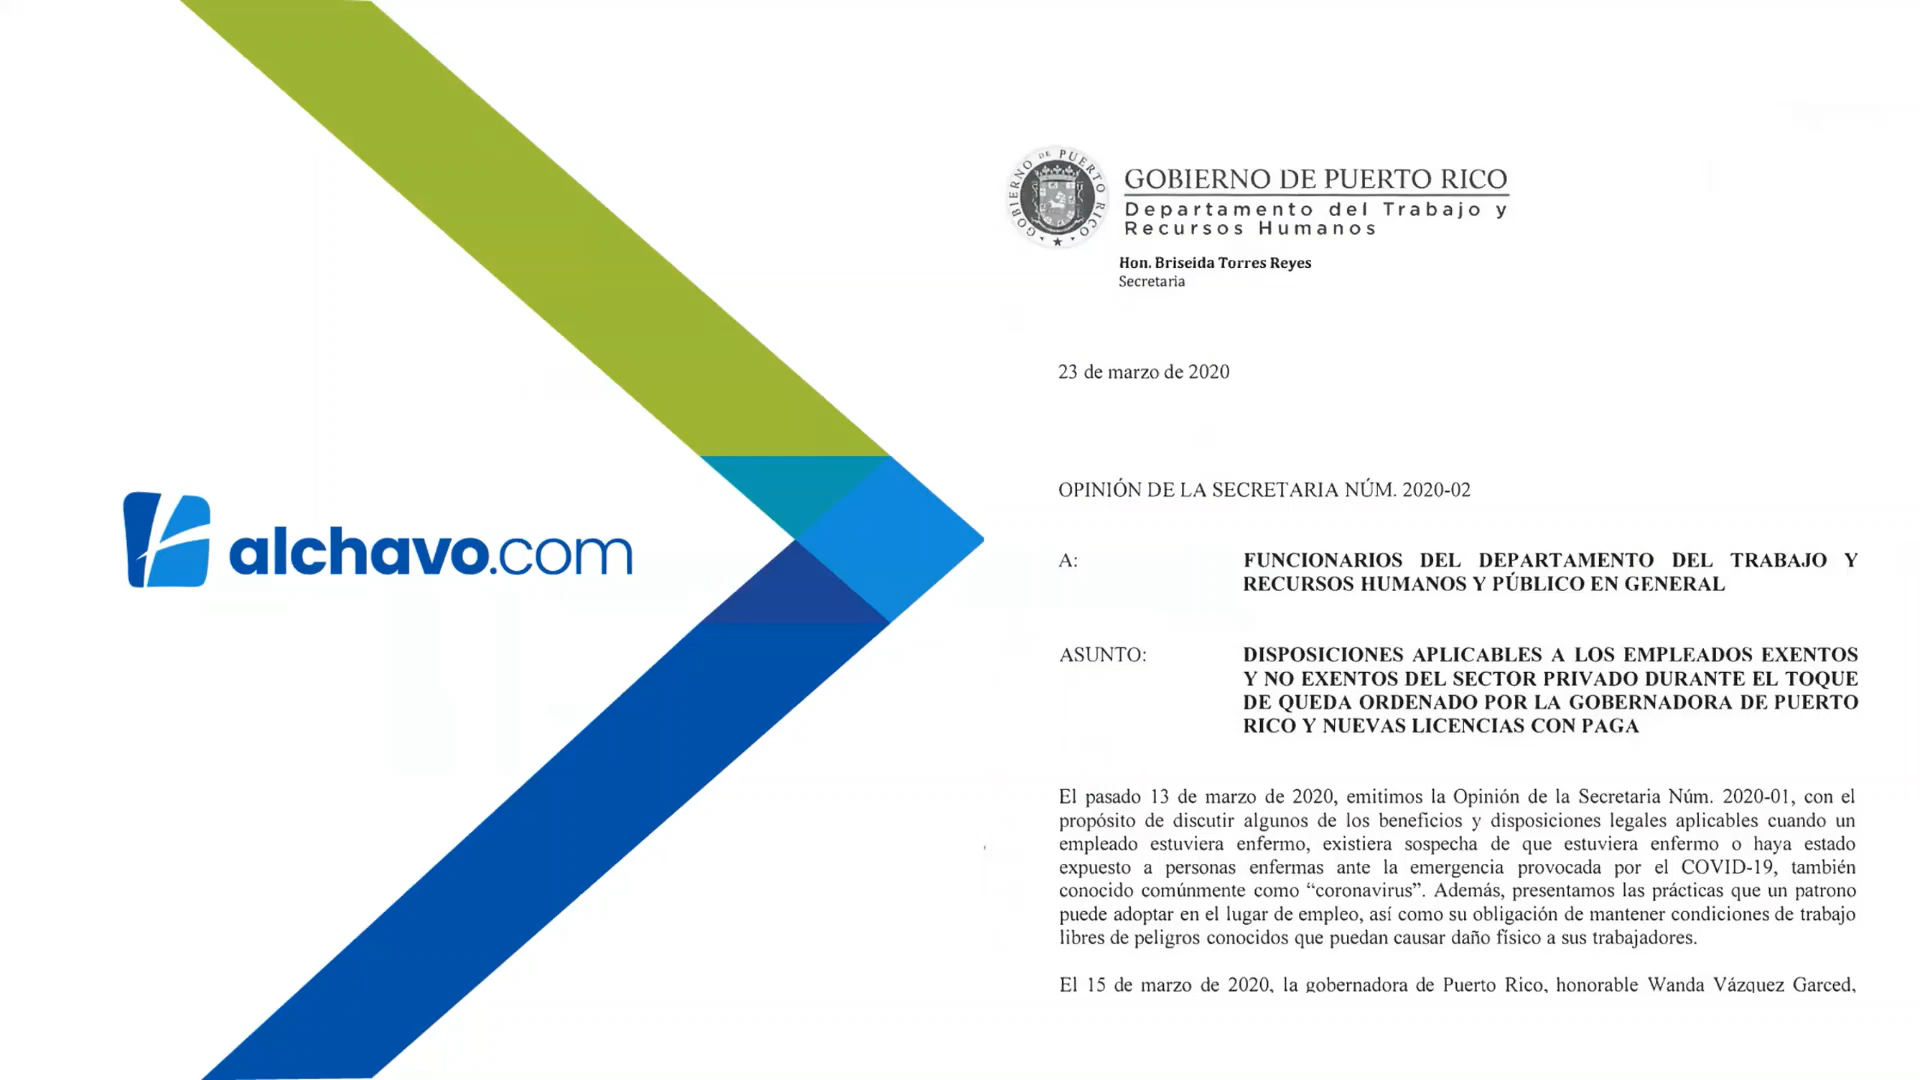 alchavo.com
GOBIERNO DE PUERTO RICO
GOBIERNO DE PUERTO RICO
Departamento del Trabajo y
Recursos Humanos
Hon. Briseida Torres Reyes
Secretaria
23 de marzo de 2020
OPINIÓN DE LA SECRETARIA NÚM. 2020-02
A: FUNCIONARIOS DEL DEPARTAMENTO DEL TRABAJO Y
RECURSOS HUMANOS Y PÚBLICO EN GENERAL
ASUNTO: DISPOSICIONES APLICABLES A LOS EMPLEADOS EXENTOS
Y NO EXENTOS DEL SECTOR PRIVADO DURANTE EL TOQUE
DE QUEDA ORDENADO POR LA GOBERNADORA DE PUERTO
RICO Y NUEVAS LICENCIAS CON PAGA
El pasado 13 de marzo de 2020, emitimos la Opinión de la Secretaria Núm. 2020-01, con el
propósito de discutir algunos de los beneficios y disposiciones legales aplicables cuando un
empleado estuviera enfermo, existiera sospecha de que estuviera enfermo o haya estado
expuesto a personas enfermas ante la emergencia provocada por el COVID-19, también
conocido comúnmente como “coronavirus”. Además, presentamos las prácticas que un patrono
puede adoptar en el lugar de empleo, así como su obligación de mantener condiciones de trabajo
libres de peligros conocidos que puedan causar daño físico a sus trabajadores.
El 15 de marzo de 2020, la gobernadora de Puerto Rico, honorable Wanda Vázquez Garced,